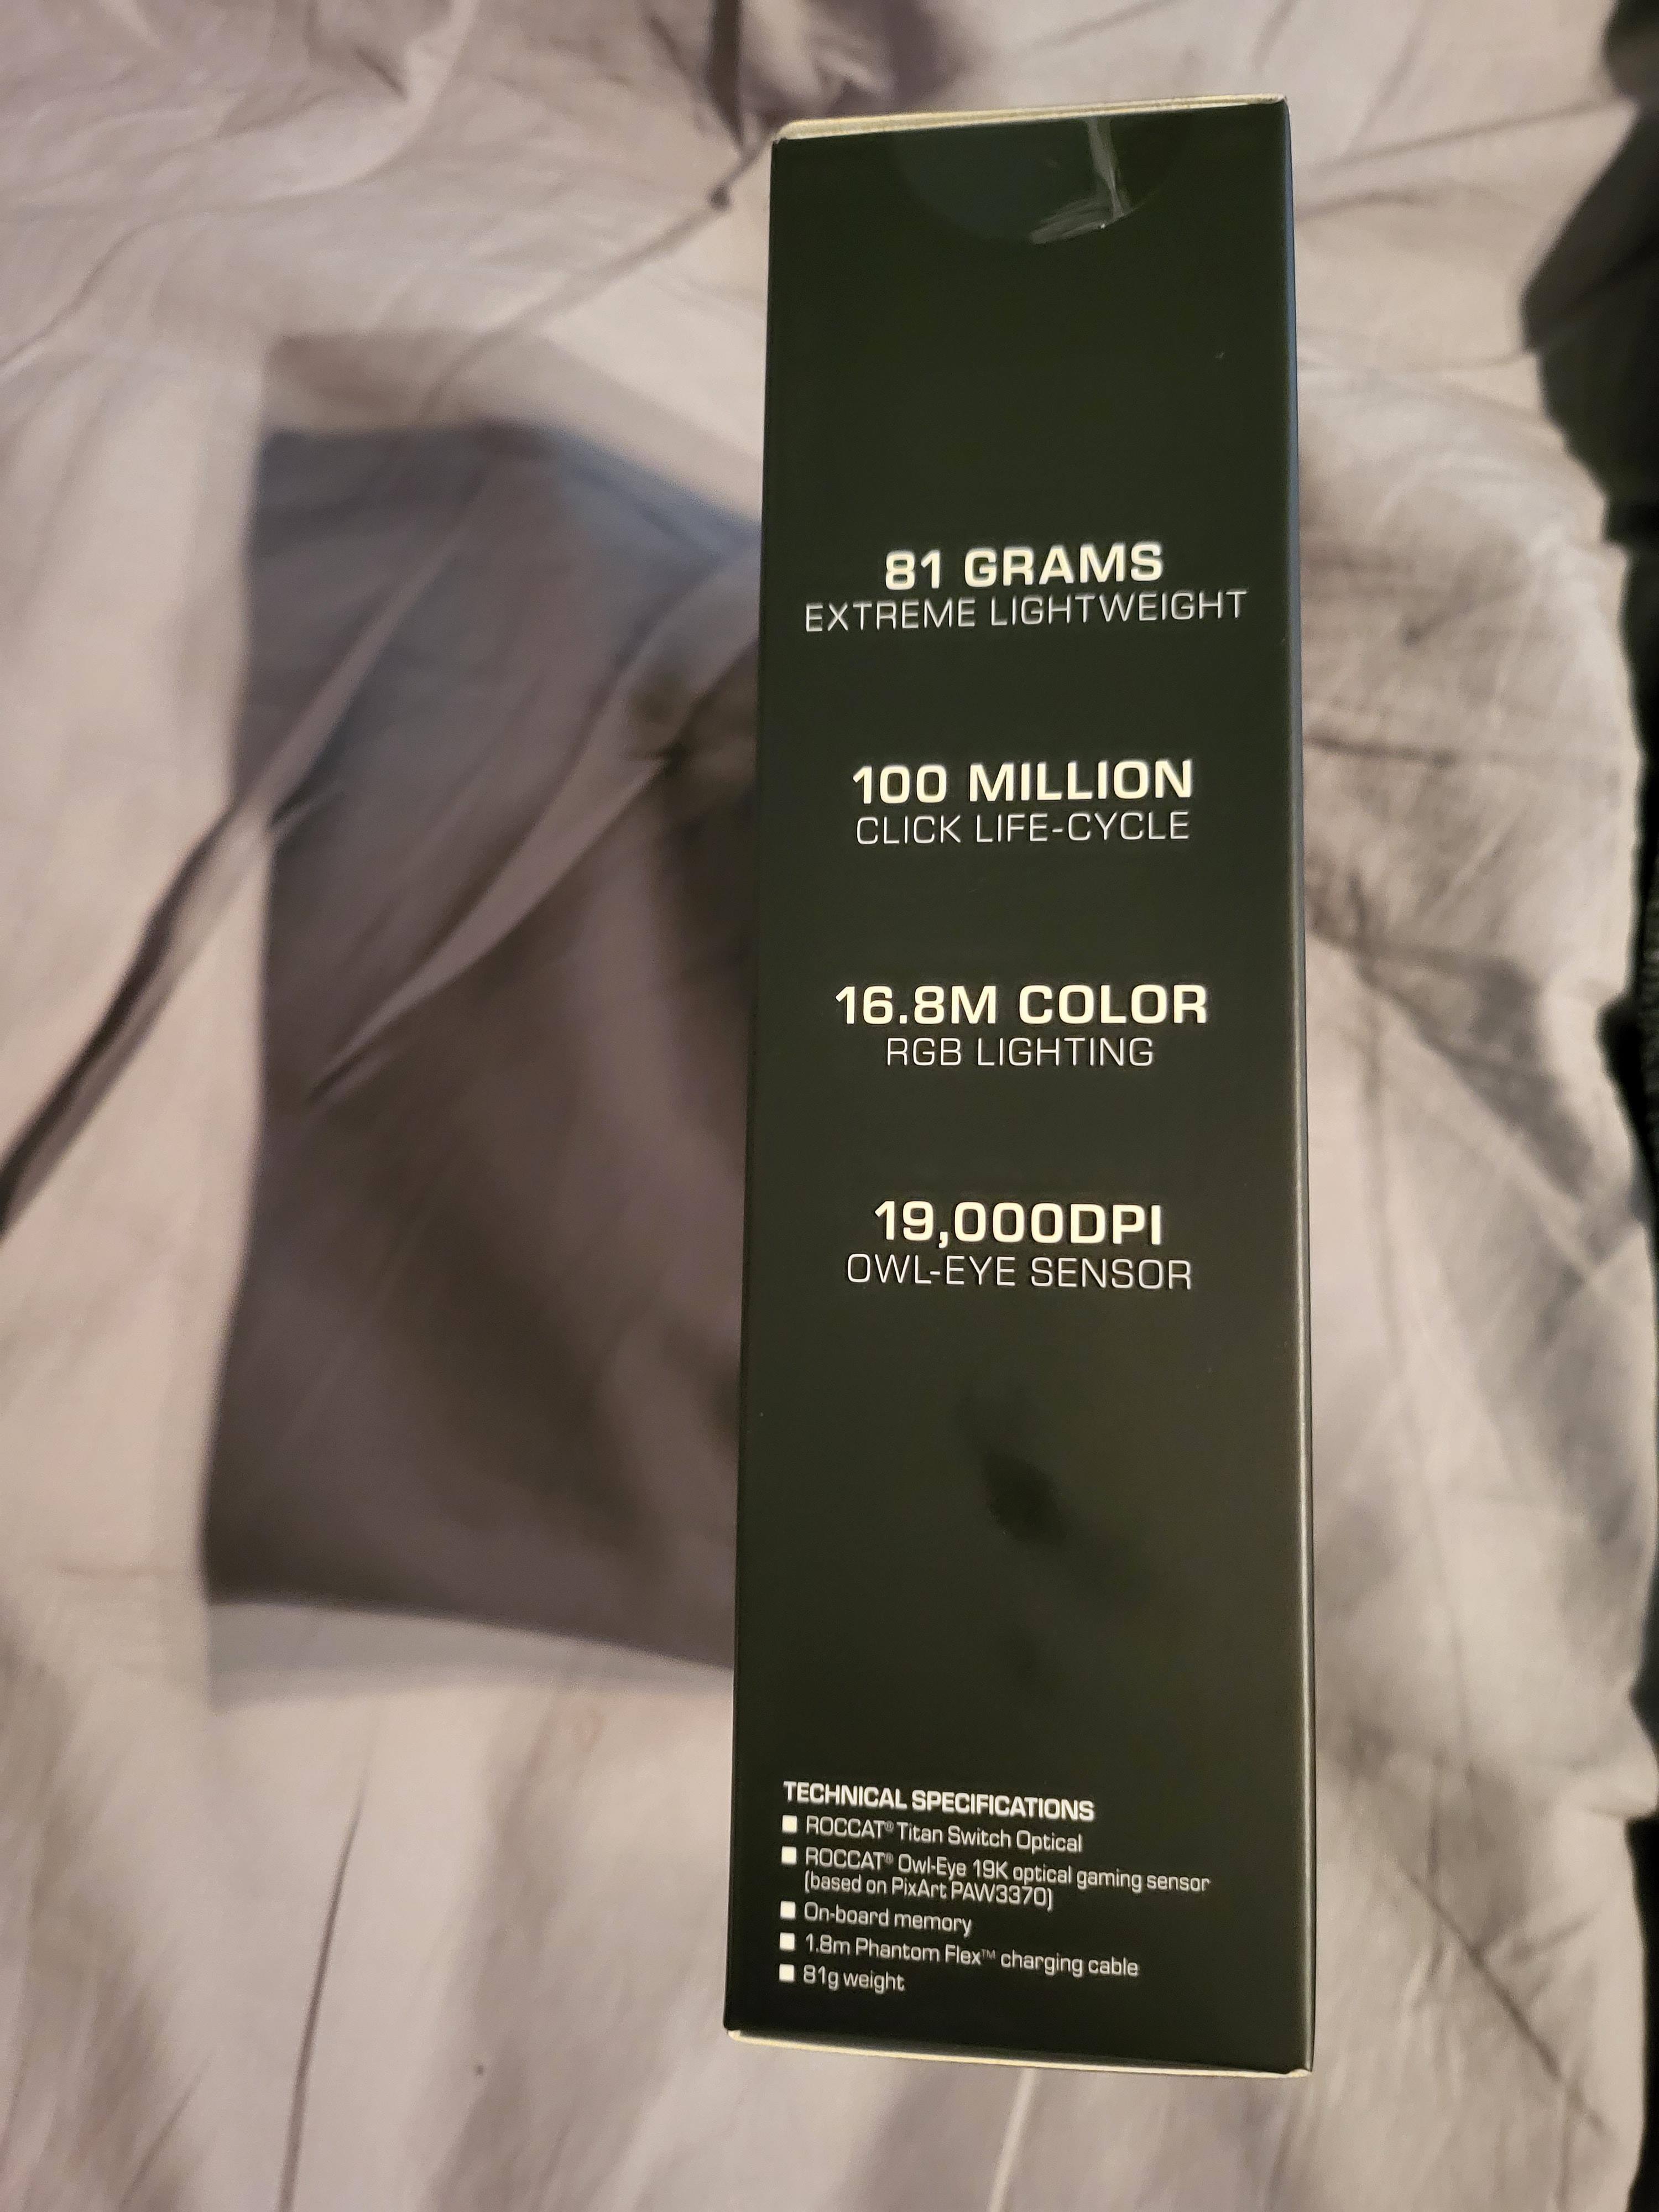 81 GRAMS
EXTREME LIGHTWEIGHT
100 MILLION
CLICK LIFE-CYCLE
16.8M COLOR
RGB LIGHTING
19,000DPI
OWL-EYE SENSOR
TECHNICAL SPECIFICATIONS
■ ROCCAT® Titan Switch Optical
■ ROCCAT® Owl-Eye 19K optical gaming sensor
(based on PixArt PAW3370)
■ On-board memory
■ 1.8m Phantom Flex™ charging cable
■ 81g weight